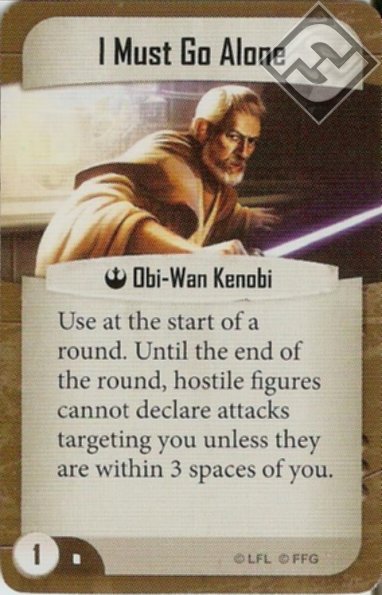 I Must Go Alone
Obi-Wan Kenobi
Use at the start of a
round. Until the end of
the round, hostile figures
cannot declare attacks
targeting you unless they
are within 3 spaces of you.
1
©LFL ©FFG